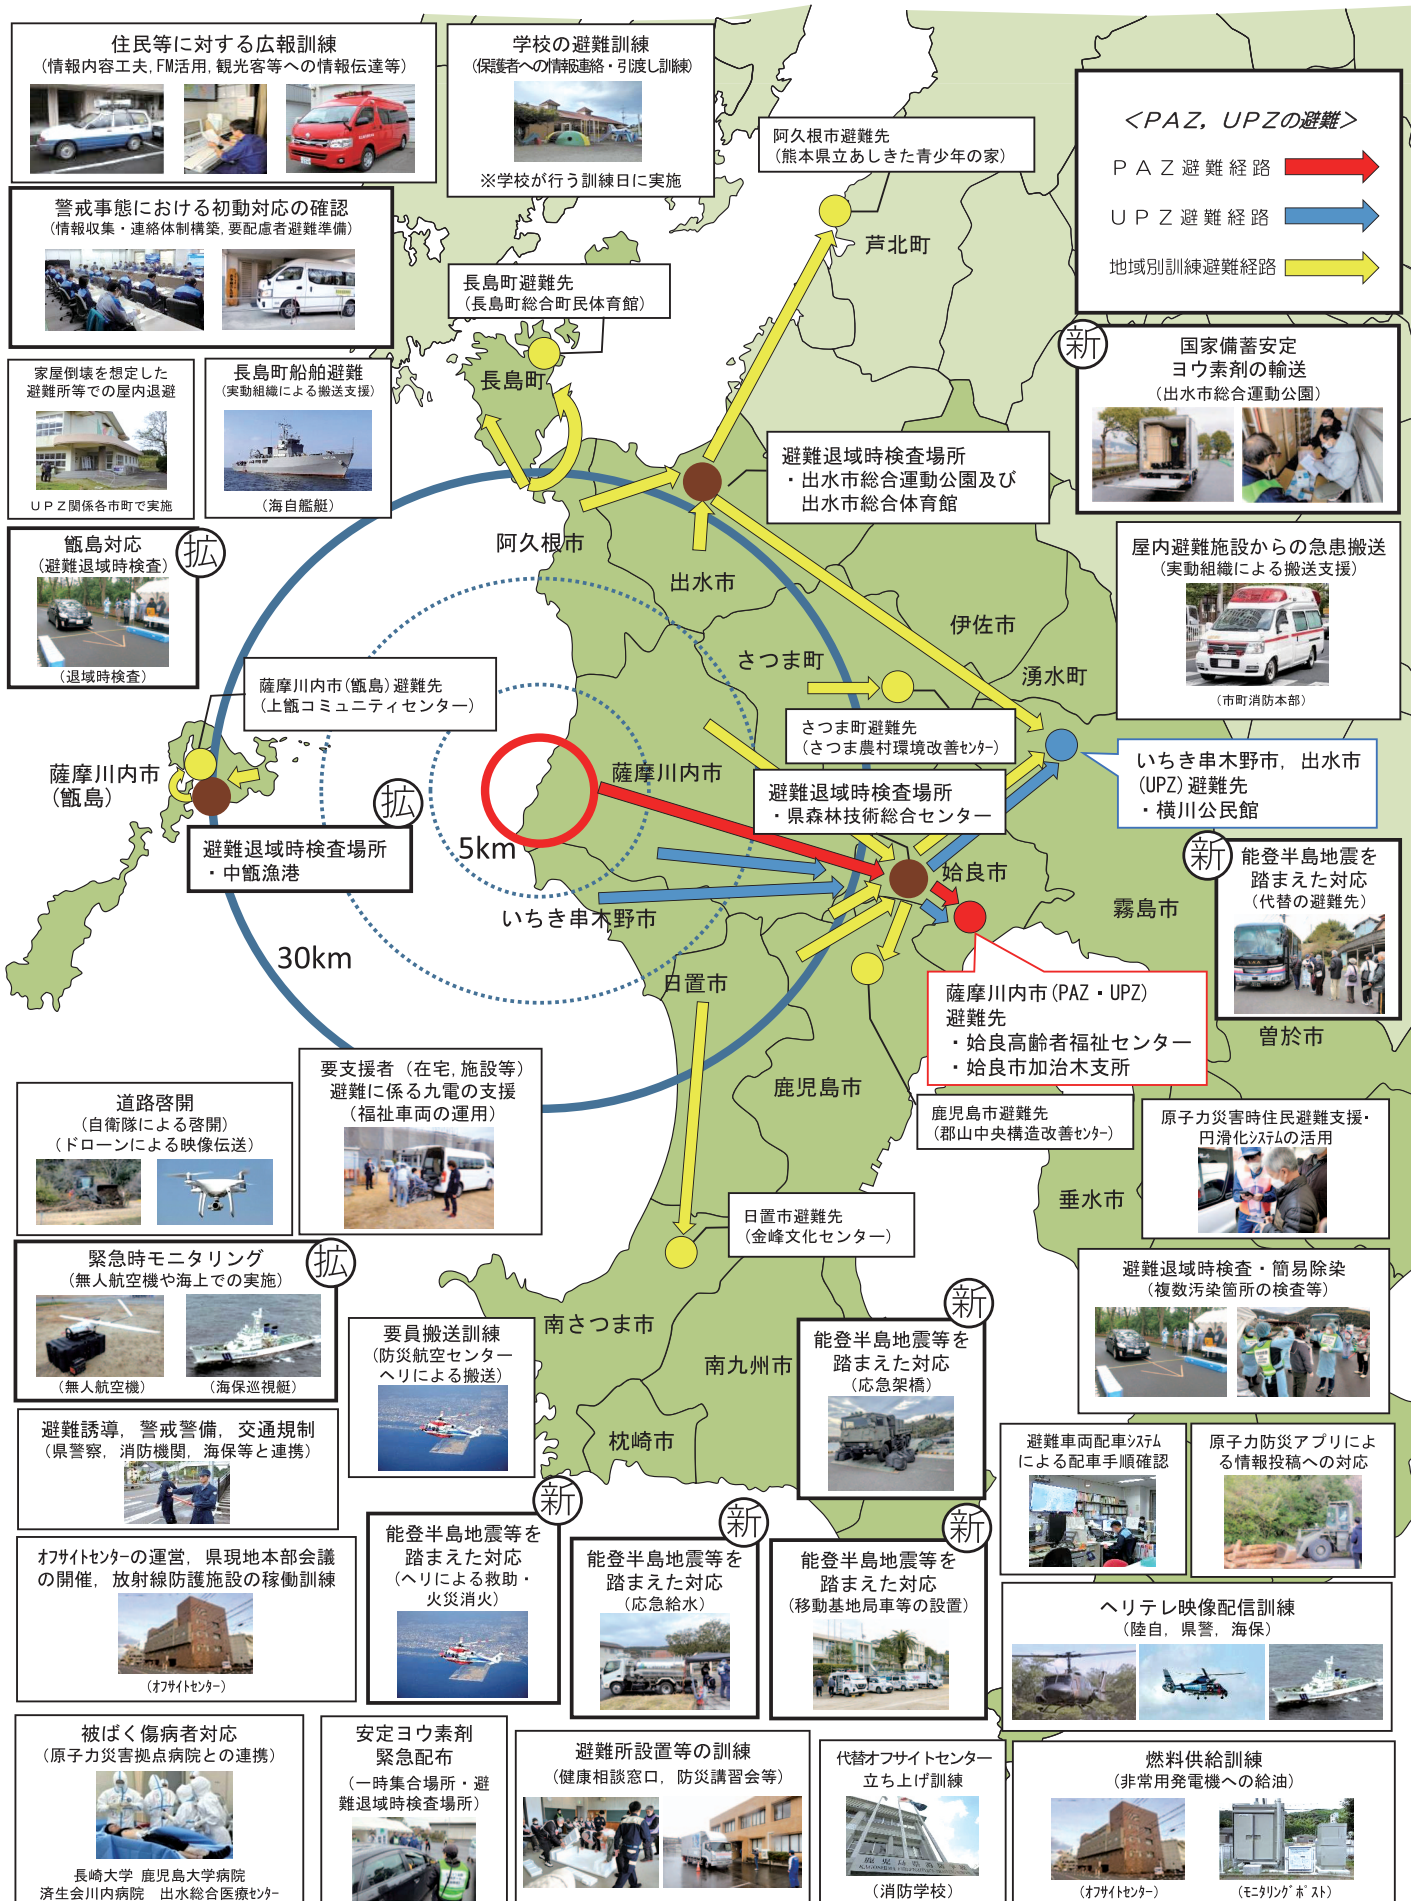 住民等に対する広報訓練
(情報内容工夫,FM活用,観光客等への情報伝達等)
学校の避難訓練
(保護者への情報連絡・引渡し訓練)
※学校が行う訓練日に実施
阿久根市避難先
(熊本県立あしきた青少年の家)
<PAZ，UPZの避難>
ＰＡＺ避難経路
ＵＰＺ避難経路
地域別訓練避難経路
警戒事態における初動対応の確認
(情報収集・連絡体制構築,要配慮者避難準備)
長島町避難先
(長島町総合町民体育館)
芦北町
長島町
新
国家備蓄安定
ヨウ素剤の輸送
(出水市総合運動公園)
家屋倒壊を想定した
避難所等での屋内退避
ＵＰＺ関係各市町で実施
長島町船舶避難
(実動組織による搬送支援)
(海自艦艇)
避難退域時検査場所
・出水市総合運動公園及び
出水市総合体育館
拡
甑島対応
(避難退域時検査)
(退域時検査)
阿久根市
出水市
伊佐市
さつま町
湧水町
屋内避難施設からの急患搬送
(実動組織による搬送支援)
(市町消防本部)
薩摩川内市(甑島)避難先
(上甑コミュニティセンター)
さつま町避難先
(さつま農村環境改善ｾﾝﾀｰ)
薩摩川内市
(甑島)
薩摩川内市
いちき串木野市，出水市
(UPZ)避難先
・横川公民館
避難退域時検査場所
・県森林技術総合センター
拡
避難退域時検査場所
・中甑漁港
5km
30km
姶良市
いちき串木野市
霧島市
新
能登半島地震を
踏まえた対応
(代替の避難先)
日置市
薩摩川内市(PAZ・UPZ)
避難先
・姶良高齢者福祉センター
・姶良市加治木支所
曽於市
鹿児島市
鹿児島市避難先
(郡山中央構造改善ｾﾝﾀｰ)
要支援者（在宅,施設等)
避難に係る九電の支援
(福祉車両の運用)
道路啓開
(自衛隊による啓開)
(ドローンによる映像伝送)
原子力災害時住民避難支援・
円滑化ｼｽﾃﾑの活用
垂水市
日置市避難先
(金峰文化センター)
拡
緊急時モニタリング
(無人航空機や海上での実施)
(無人航空機)
(海保巡視艇)
避難退域時検査・簡易除染
(複数汚染箇所の検査等)
要員搬送訓練
(防災航空センター
ヘリによる搬送)
南さつま市
南九州市
枕崎市
新
能登半島地震等を
踏まえた対応
(応急架橋)
避難誘導，警戒警備，交通規制
(県警察，消防機関，海保等と連携)
避難車両配車ｼｽﾃﾑ
による配車手順確認
原子力防災アプリによ
る情報投稿への対応
ｵﾌｻｲﾄｾﾝﾀｰの運営，県現地本部会議
の開催，放射線防護施設の稼働訓練
(ｵﾌｻｲﾄｾﾝﾀｰ)
新
能登半島地震等を
踏まえた対応
(ヘリによる救助・
火災消火)
新
能登半島地震等を
踏まえた対応
(応急給水)
新
能登半島地震等を
踏まえた対応
(移動基地局車等の設置)
ヘリテレ映像配信訓練
(陸自，県警，海保)
被ばく傷病者対応
(原子力災害拠点病院との連携)
長崎大学 鹿児島大学病院
済生会川内病院 出水総合医療ｾﾝﾀｰ
安定ヨウ素剤
緊急配布
(一時集合場所・避
難退域時検査場所)
避難所設置等の訓練
(健康相談窓口，防災講習会等)
代替ｵﾌｻｲﾄセンター
立ち上げ訓練
(消防学校)
燃料供給訓練
(非常用発電機への給油)
(ｵﾌｻｲﾄｾﾝﾀｰ)
(ﾓﾆﾀﾘﾝｸﾞﾎﾟｽﾄ)